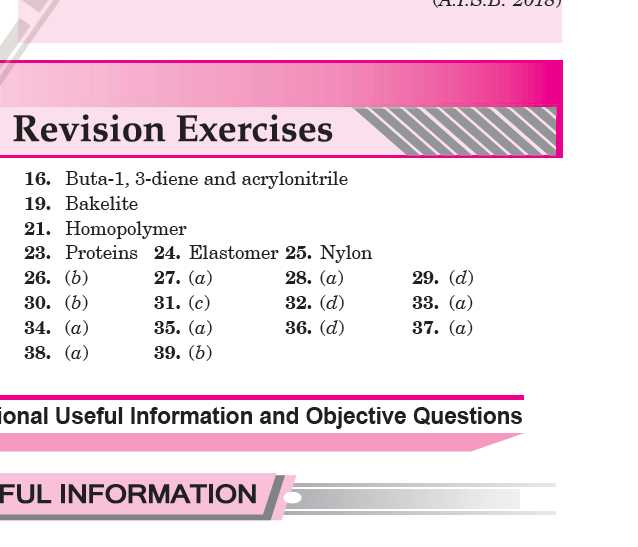 (A.I.S.B. 2018)
Revision Exercises
16. Buta-1, 3-diene and acrylonitrile
19. Bakelite
21. Homopolymer
23. Proteins 24. Elastomer 25. Nylon
26. (b) 27. (a) 28. (a) 29. (d)
30. (b) 31. (c) 32. (d) 33. (a)
34. (a) 35. (a) 36. (d) 37. (a)
38. (a) 39. (b)
ional Useful Information and Objective Questions
FUL INFORMATION